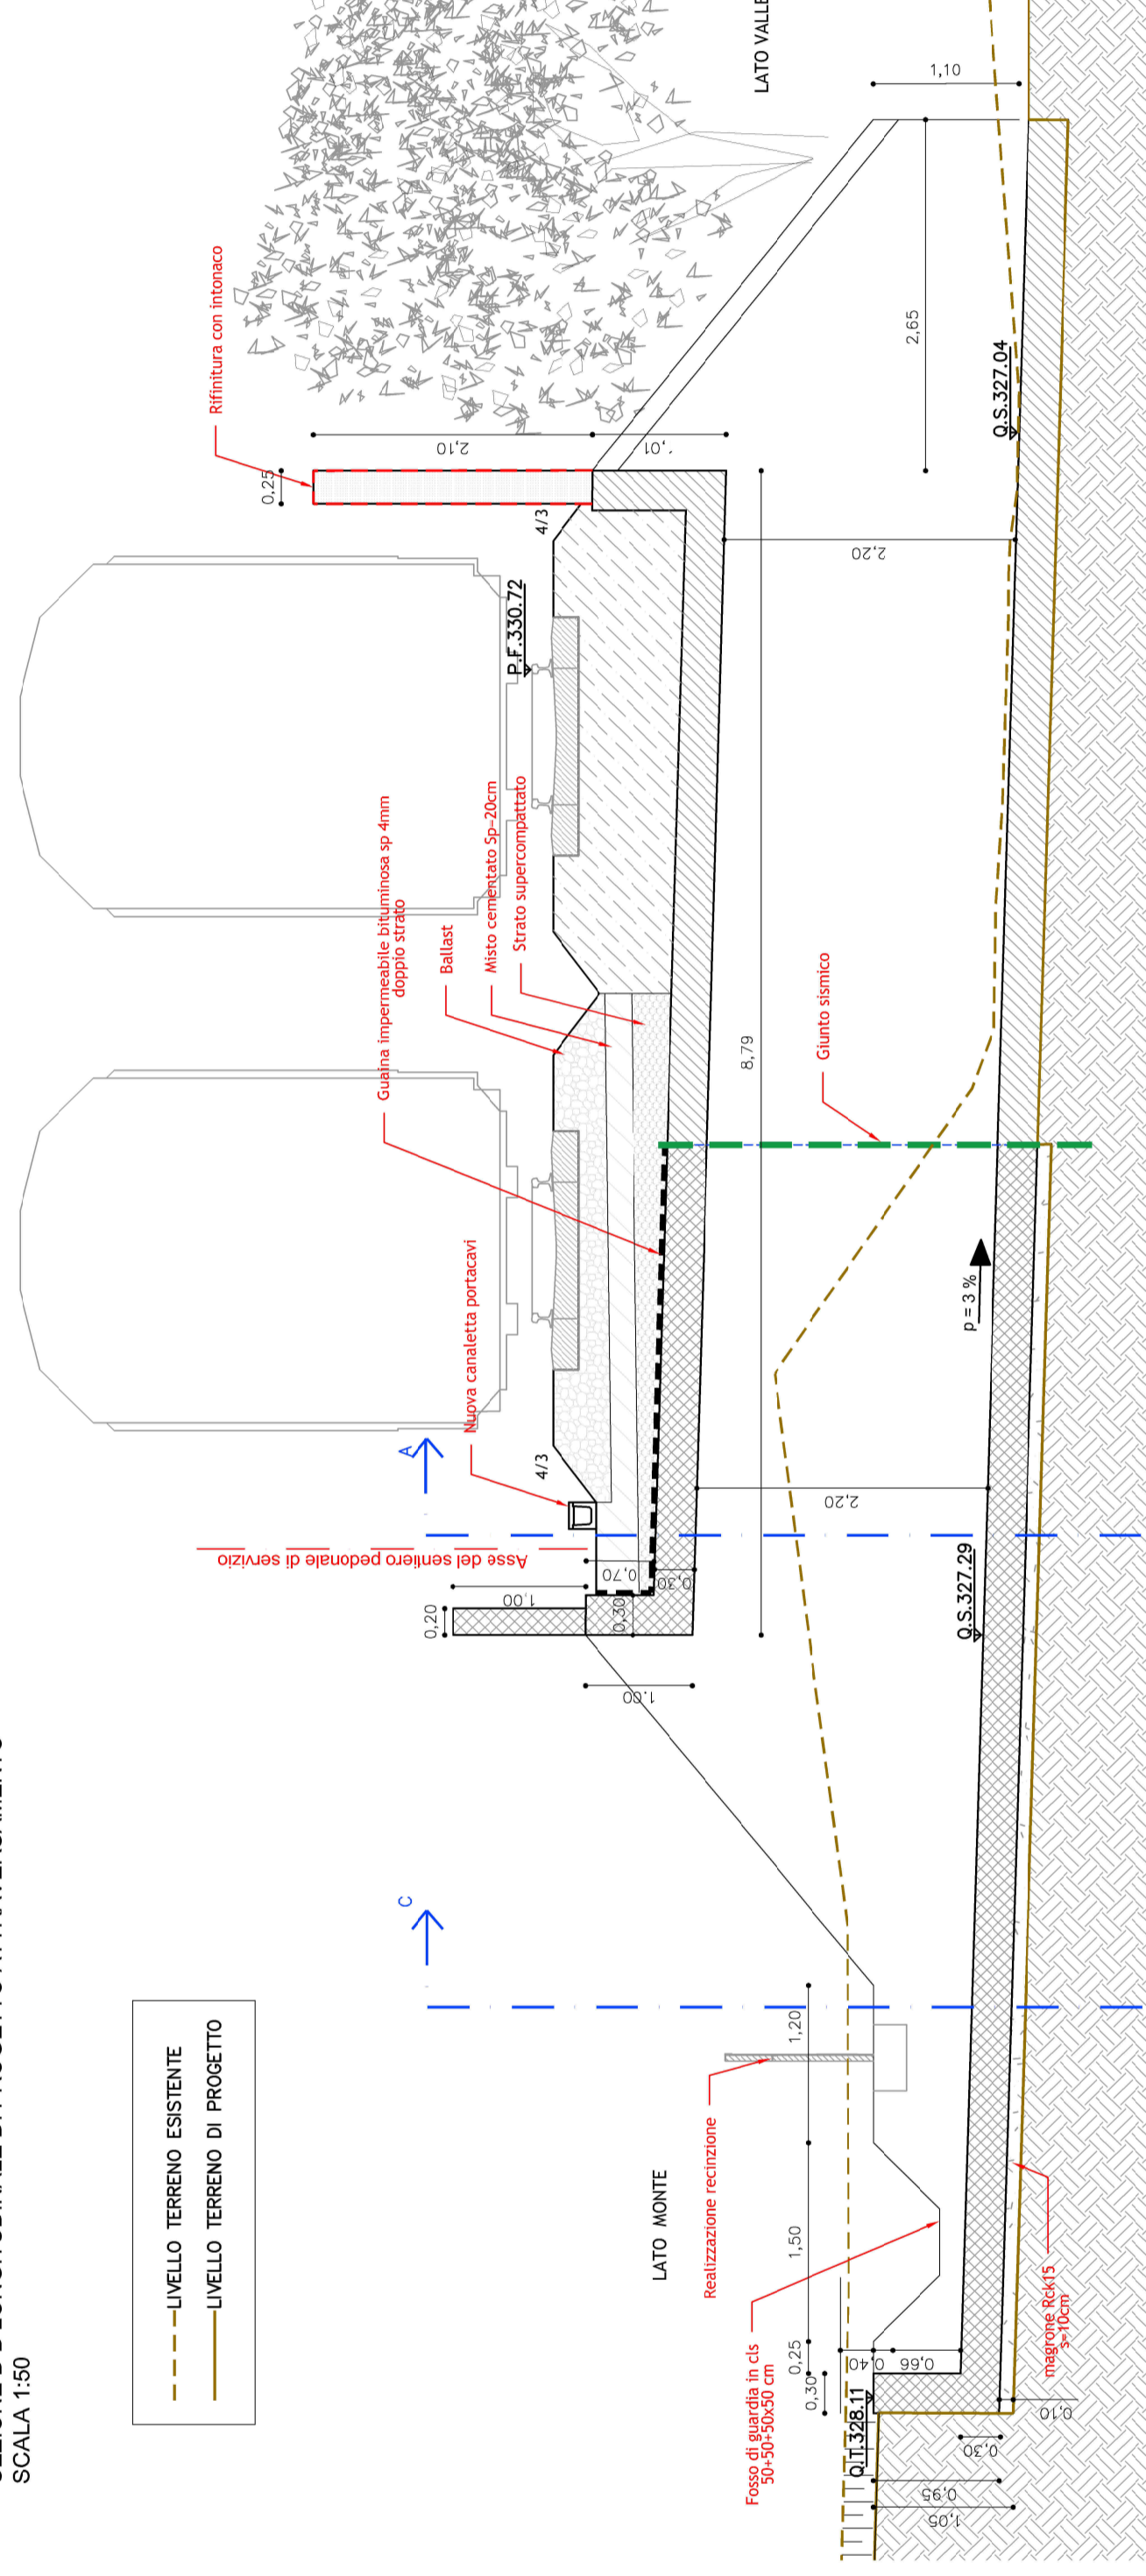 SCALA 1:50
LIVELLO TERRENO ESISTENTE
LIVELLO TERRENO DI PROGETTO
Rifinitura con intonaco
0,25
2,10
4/3
P.F.330.72
Guaina impermeabile bituminosa sp 4mm
doppio strato
Ballast
Misto cementato Sp-20cm
Strato supercompattato
Nuova canaletta portacavi
4/3
A
Asse del sentiero pedonale di servizio
C
0,20
1,00
0,70
0,30
0,30
1.00
8,79
Giunto sismico
2,20
2,20
p = 3 %
Q.S.327.29
Q.S.327.04
2,65
1,10
LATO MONTE
Realizzazione recinzione
1,20
1,50
0,25
0,30
Fosso di guardia in cls
50+50+50x50 cm
Q.T.328.11
0,40
0,66
magrone Rck15
s=10cm
0,10
0,30
0,95
1,05